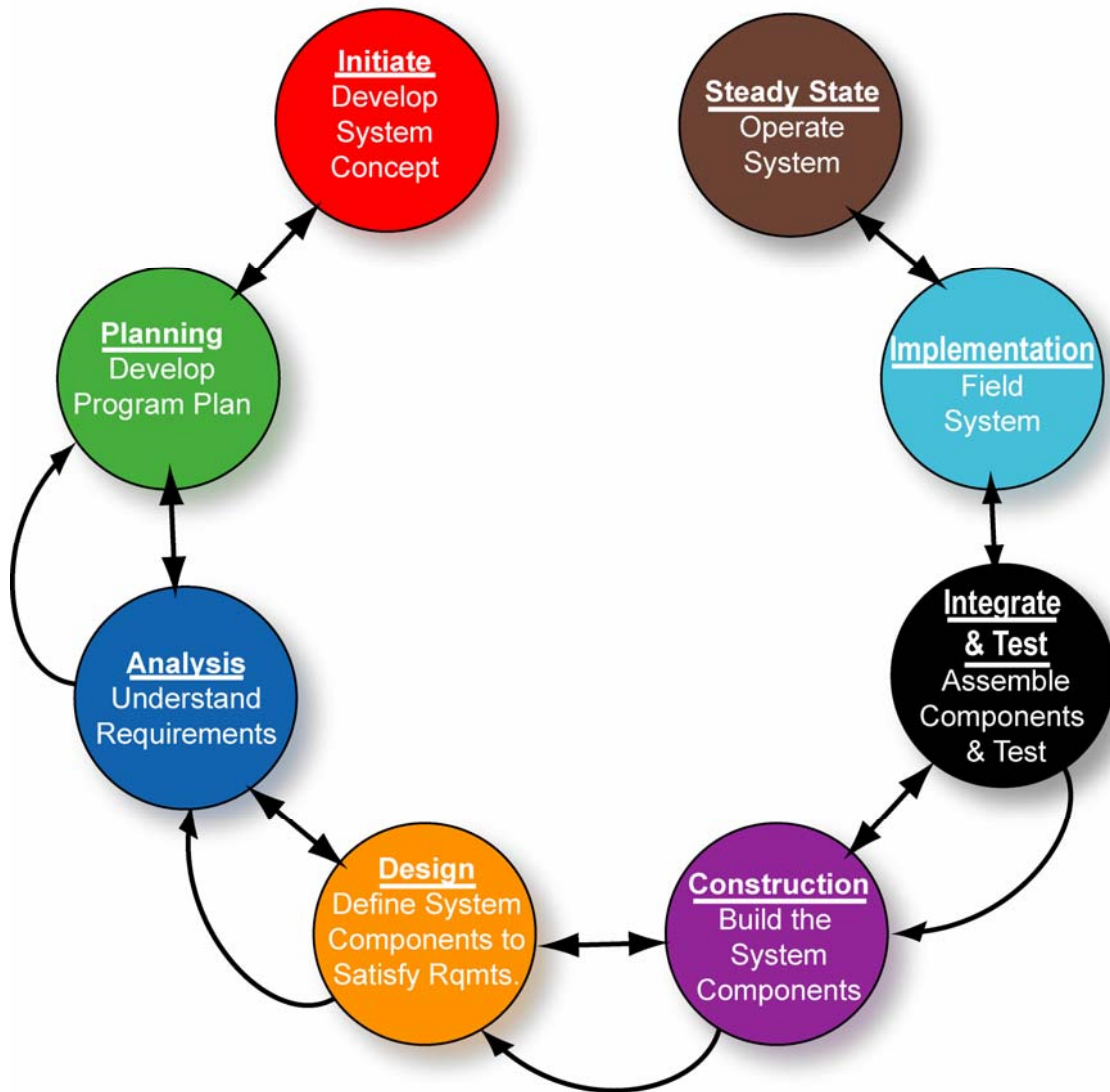 Initiate
Develop
System
Concept
Steady State
Operate
System
Planning
Develop
Program Plan
Implementation
Field
System
Analysis
Understand
Requirements
Integrate
& Test
Assemble
Components
& Test
Design
Define System
Components to
Satisfy Rqmts.
Construction
Build the
System
Components